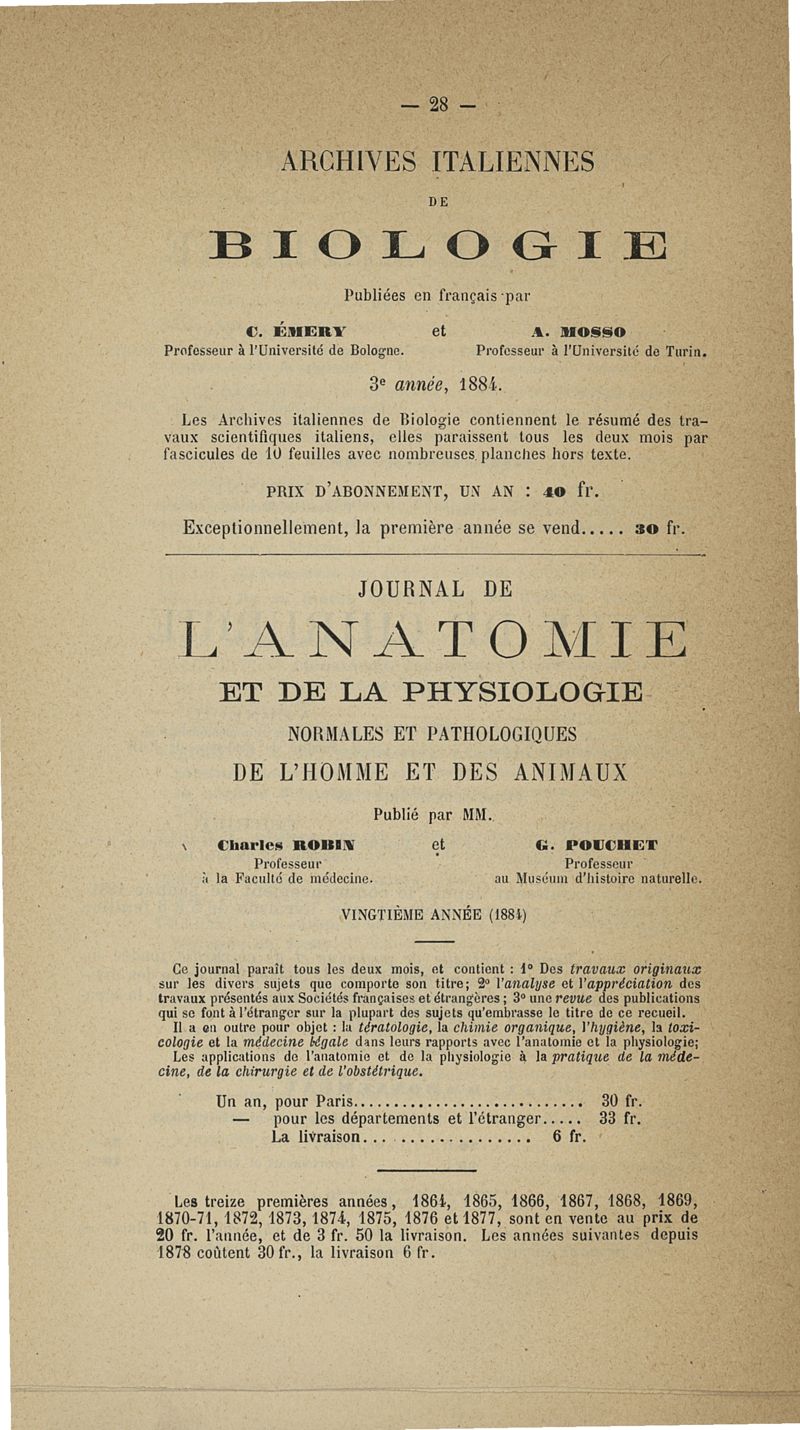 — 28 —
ARCHIVES ITALIENNES
DE
BIOLOGIE
Publiées en français par
C. ÉMERY et A. MOSSO
Professeur à l'Université de Bologne. Professeur à l'Université de Turin.
3e année, 1884.
Les Archives italiennes de Biologie contiennent le résumé des tra-
vaux scientifiques italiens, elles paraissent tous les deux mois par
fascicules de 10 feuilles avec nombreuses planches hors texte.
PRIX D'ABONNEMENT, UN AN : 40 fr.
Exceptionnellement, la première année se vend..... 30 fr.
JOURNAL DE
L'ANATOMIE
ET DE LA PHYSIOLOGIE
NORMALES ET PATHOLOGIQUES
DE L'HOMME ET DES ANIMAUX
Publié par MM.
Charles ROBIN et G. POUCHET
Professeur Professeur
à la Faculté de médecine. au Muséum d'histoire naturelle.
VINGTIÈME ANNÉE (1884)
Ce journal paraît tous les deux mois, et contient : 1° Des travaux originaux
sur les divers sujets que comporte son titre; 2° l'analyse et l'appréciation des
travaux présentés aux Sociétés françaises et étrangères ; 3° une revue des publications
qui se font à l'étranger sur la plupart des sujets qu'embrasse le titre de ce recueil.
Il a en outre pour objet : la tératologie, la chimie organique, l'hygiène, la toxi-
cologie et la médecine légale dans leurs rapports avec l'anatomie et la physiologie;
Les applications de l'anatomie et de la physiologie à la pratique de la méde-
cine, de la chirurgie et de l'obstétrique.
Un an, pour Paris............................. 30 fr.
— pour les départements et l'étranger..... 33 fr.
La livraison..................... 6 fr.
Les treize premières années, 1864, 1865, 1866, 1867, 1868, 1869,
1870-71, 1872, 1873, 1874, 1875, 1876 et 1877, sont en vente au prix de
20 fr. l'année, et de 3 fr. 50 la livraison. Les années suivantes depuis
1878 coûtent 30 fr., la livraison 6 fr.